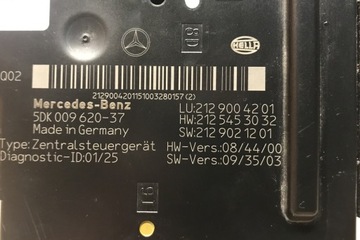 HELLA
002
2129004201151003280157(2)
Mercedes-Benz
LU:212 900 42 01
5DK 009 620-37
HW:212 545 30 32
Made in Germany
SW:212 902 12 01
Type:Zentralsteuergerät
HW-Vers.:08/44/00
Diagnostic-ID:01/25
SW-Vers.:09/35/03